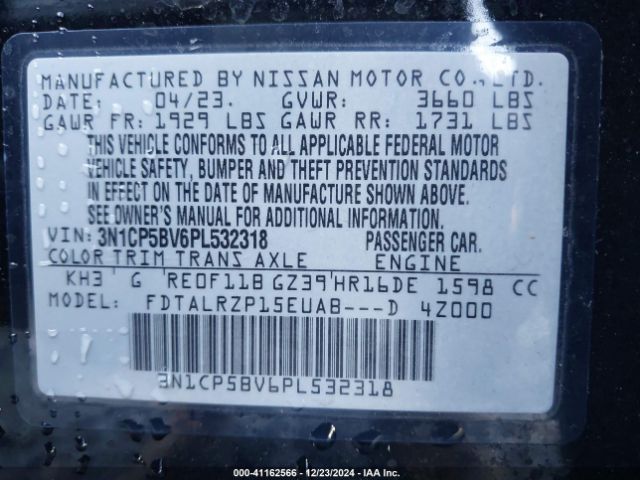 MANUFACTURED BY NISSAN MOTOR CO., LTD.
DATE: 04/23. GVWR: 3660 LBS
GAWR FR: 1929 LBS GAWR RR: 1731 LBS
THIS VEHICLE CONFORMS TO ALL APPLICABLE FEDERAL MOTOR
VEHICLE SAFETY, BUMPER AND THEFT PREVENTION STANDARDS
IN EFFECT ON THE DATE OF MANUFACTURE SHOWN ABOVE.
SEE OWNER'S MANUAL FOR ADDITIONAL INFORMATION.
VIN: 3N1CP5BV6PL532318 PASSENGER CAR.
COLOR TRIM TRANS AXLE ENGINE
KH3 G RE0F11B GZ39 HR16DE 1598 CC
MODEL: FDTALRZP15EUAB---D 4Z000
3N1CP5BV6PL532318
000-41162566 - 12/23/2024 - IAA Inc.